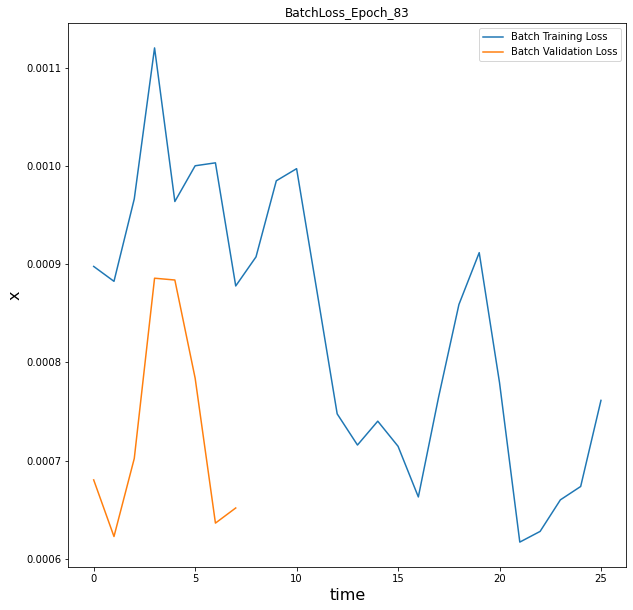 BatchLoss_Epoch_83
Batch Training Loss
Batch Validation Loss
x
0.0011
0.0010
0.0009
0.0008
0.0007
0.0006
0 5 10 15 20 25
time